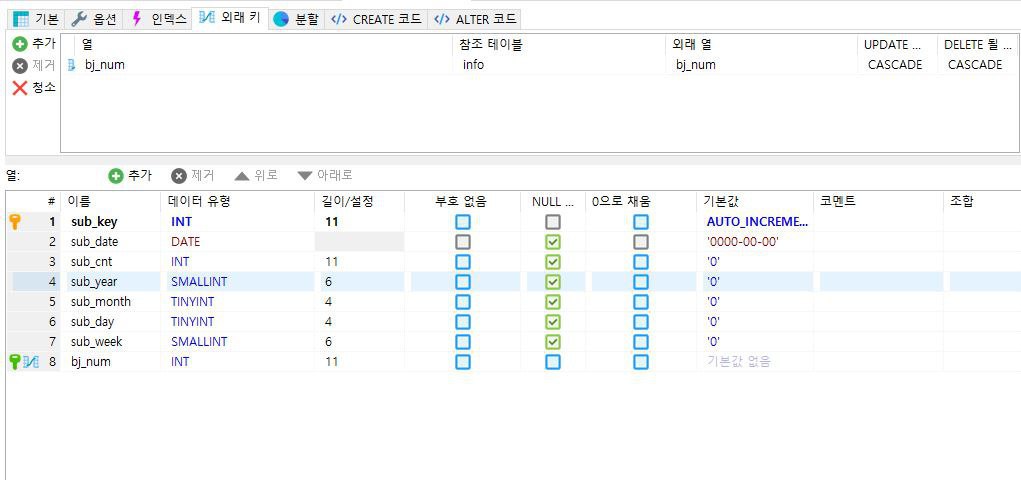 기본 옵션 인덱스 외래 키 분할 CREATE 코드 ALTER 코드
추가 열 참조 테이블 외래 열 UPDATE ... DELETE 될 ...
제거 bj_num info bj_num CASCADE CASCADE
청소
열: 추가 제거 위로 아래로
# 이름 데이터 유형 길이/설정 부호 없음 NULL ... 0으로 채움 기본값 코멘트 조합
1 sub_key INT 11 AUTO_INCREME...
2 sub_date DATE '0000-00-00'
3 sub_cnt INT 11 '0'
4 sub_year SMALLINT 6 '0'
5 sub_month TINYINT 4 '0'
6 sub_day TINYINT 4 '0'
7 sub_week SMALLINT 6 '0'
8 bj_num INT 11 기본값 없음